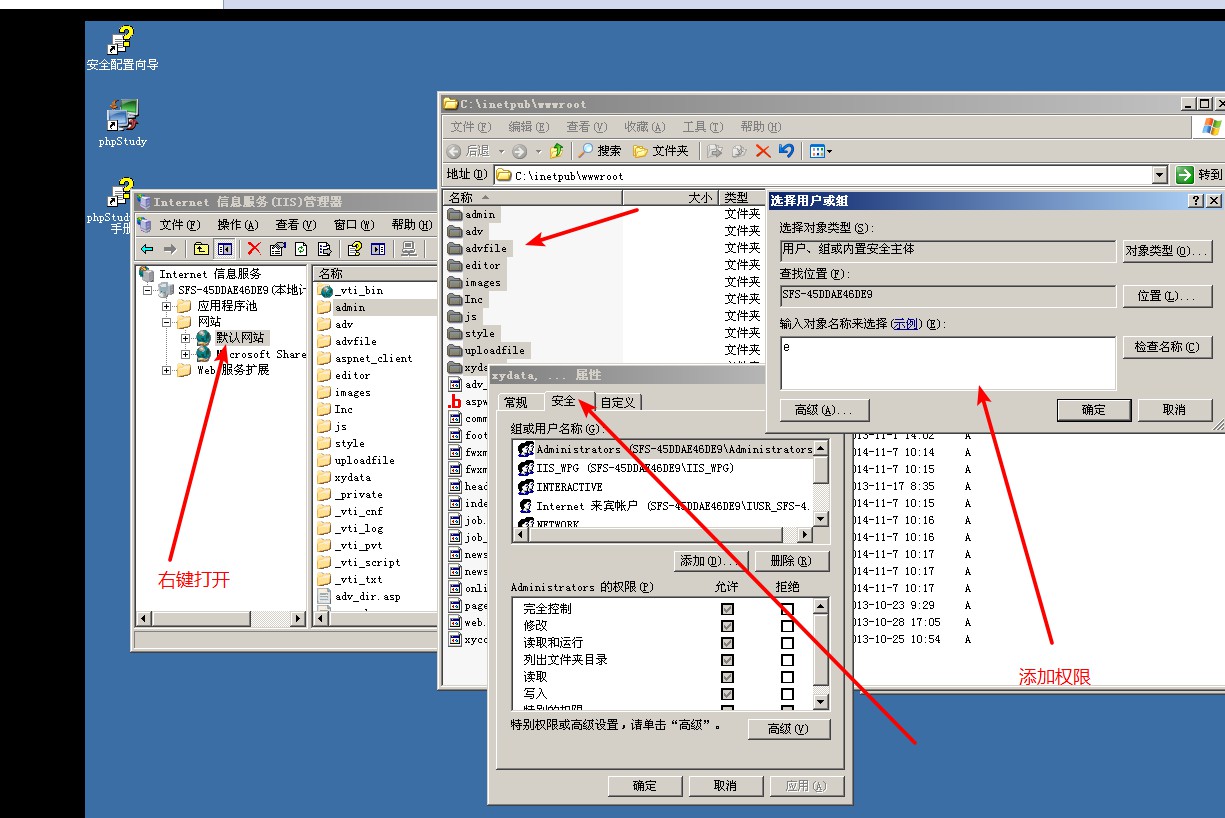 安全配置向导
phpStudy
手册
Internet 信息服务(IIS)管理器
文件(F) 操作(A) 查看(V) 窗口(W) 帮助(H)
Internet 信息服务
SFS-45DDAE46DE9(本地计
应用程序池
网站
默认网站
Microsoft Share
Web 服务扩展
右键打开
名称
_vti_bin
admin
adv
advfile
aspnet_client
editor
images
Inc
js
style
uploadfile
xydata
_private
_vti_cnf
_vti_log
_vti_pvt
_vti_script
_vti_txt
adv_dir.asp
C:\inetpub\wwwroot
文件(F) 编辑(E) 查看(V) 收藏(A) 工具(T) 帮助(H)
后退 搜索 文件夹
地址(D) C:\inetpub\wwwroot 转到
名称 大小 类型
admin 文件夹
adv 文件夹
advfile 文件夹
editor 文件夹
images 文件夹
Inc 文件夹
js 文件夹
style 文件夹
uploadfile 文件夹
xyda
adv_
aspw
comm
foot
fwxm
fwxm
head
inde
job.
job_
news
news
onli
page
web.
xycc
013-11-1 14:02 A
014-11-7 10:14 A
014-11-7 10:15 A
013-11-17 8:35 A
014-11-7 10:15 A
014-11-7 10:16 A
014-11-7 10:16 A
014-11-7 10:17 A
014-11-7 10:17 A
014-11-7 10:17 A
013-10-23 9:29 A
013-10-28 17:05 A
013-10-25 10:54 A
xydata, ... 属性
常规 安全 自定义
组或用户名称(G):
Administrators (SFS-45DDAE46DE9\Administrators
IIS_WPG (SFS-45DDAE46DE9\IIS_WPG)
INTERACTIVE
Internet 来宾帐户 (SFS-45DDAE46DE9\IUSR_SFS-4.
NETWORK
添加(D)... 删除(R)
Administrators 的权限(P) 允许 拒绝
完全控制
修改
读取和运行
列出文件夹目录
读取
写入
特别的权限
特别权限或高级设置，请单击“高级”。 高级(V)
确定 取消 应用(A)
选择用户或组
选择对象类型(S):
用户、组或内置安全主体 对象类型(O)...
查找位置(F):
SFS-45DDAE46DE9 位置(L)...
输入对象名称来选择(示例)(E):
e 检查名称(C)
高级(A)... 确定 取消
添加权限